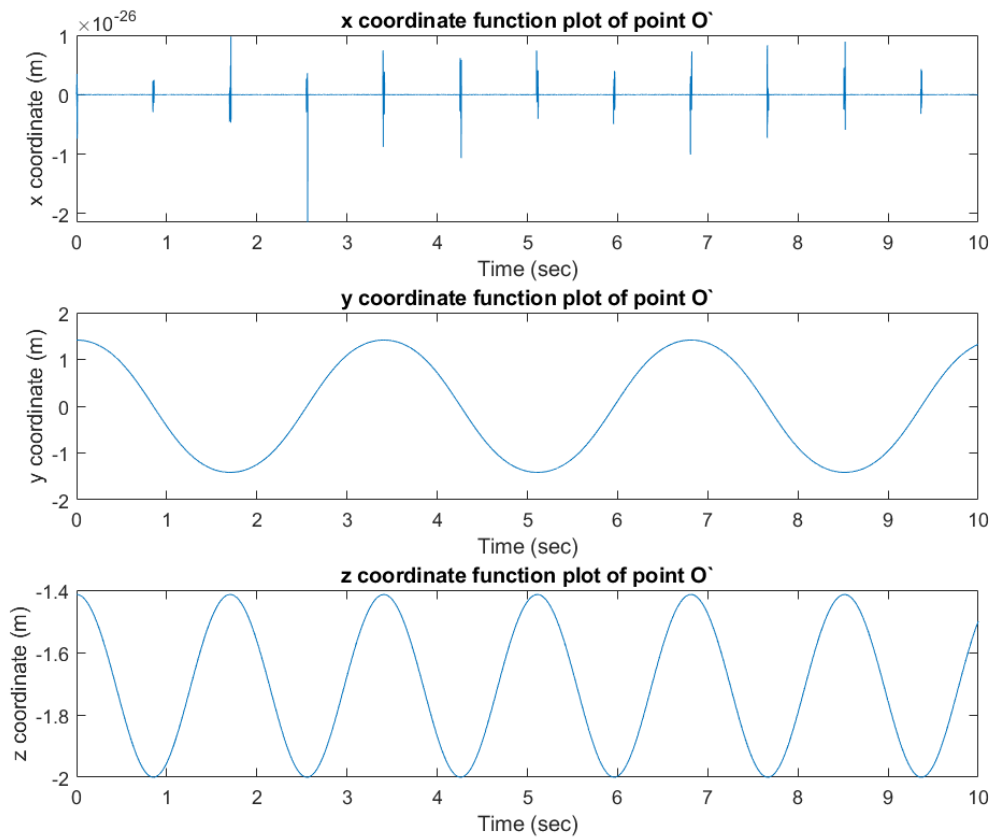 x coordinate function plot of point O`
×10^-26
1
0
-1
-2
x coordinate (m)
0 1 2 3 4 5 6 7 8 9 10
Time (sec)
y coordinate function plot of point O`
2
1
0
-1
-2
y coordinate (m)
0 1 2 3 4 5 6 7 8 9 10
Time (sec)
z coordinate function plot of point O`
-1.4
-1.6
-1.8
-2
z coordinate (m)
0 1 2 3 4 5 6 7 8 9 10
Time (sec)